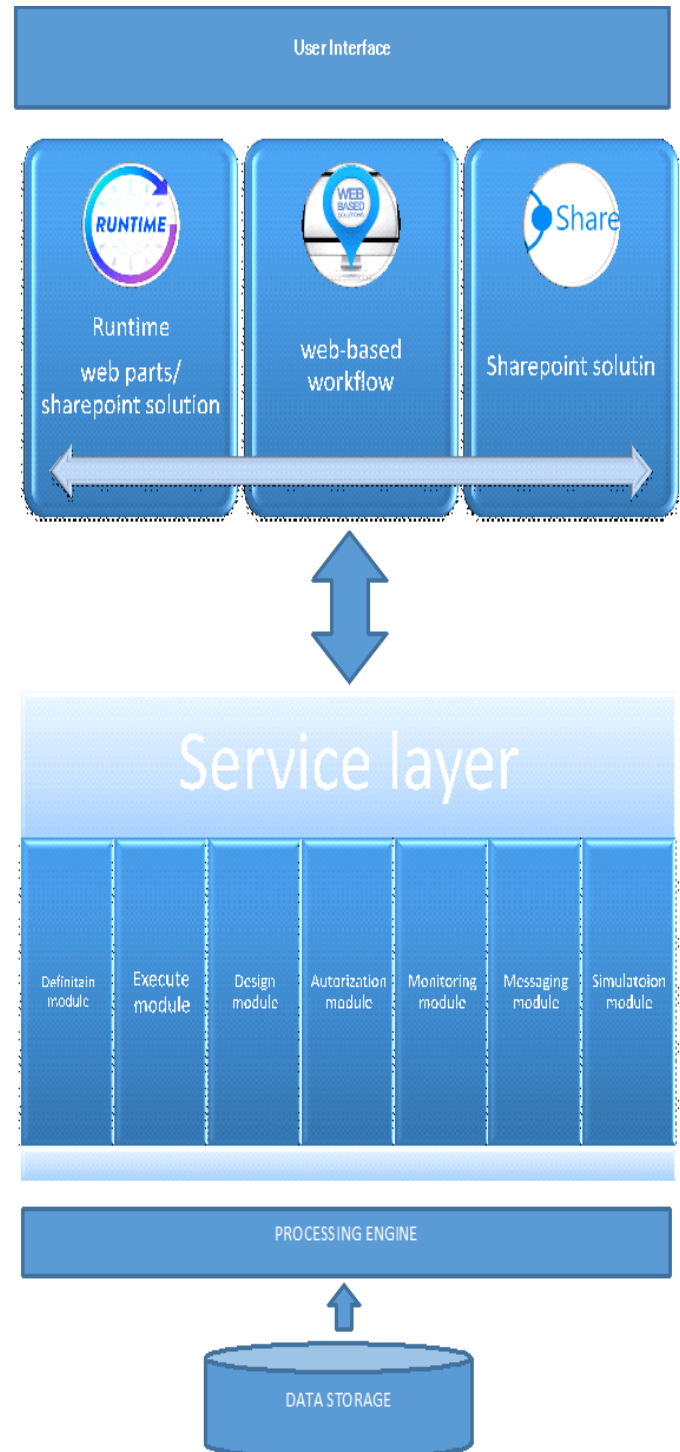 User Interface
RUNTIME
Runtime
web parts/
sharepoint solution
WEB
BASED
SOLUTIONS
web-based
workflow
Share
Sharepoint solutin
Service layer
Definitain
module
Execute
module
Design
module
Autorization
module
Monitoring
module
Messaging
module
Simulatoion
module
PROCESSING ENGINE
DATA STORAGE